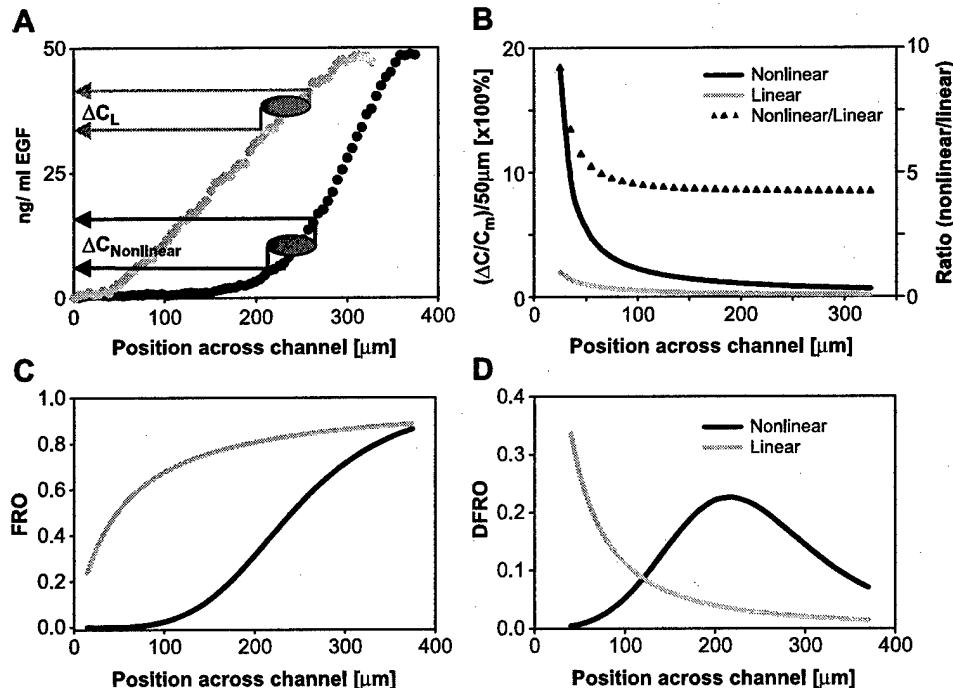 A
50
25
0
ng/ ml EGF
ΔC_L
ΔC_Nonlinear
0 100 200 300 400
Position across channel [μm]
B
20
10
0
(ΔC/C_m)/50μm [x100%]
Nonlinear
Linear
Nonlinear/Linear
10
5
0
Ratio (nonlinear/linear)
0 100 200 300
Position across channel [μm]
C
1.0
0.8
0.6
0.4
0.2
0.0
FRO
0 100 200 300 400
Position across channel [μm]
D
0.4
0.3
0.2
0.1
0.0
DFRO
Nonlinear
Linear
0 100 200 300 400
Position across channel [μm]